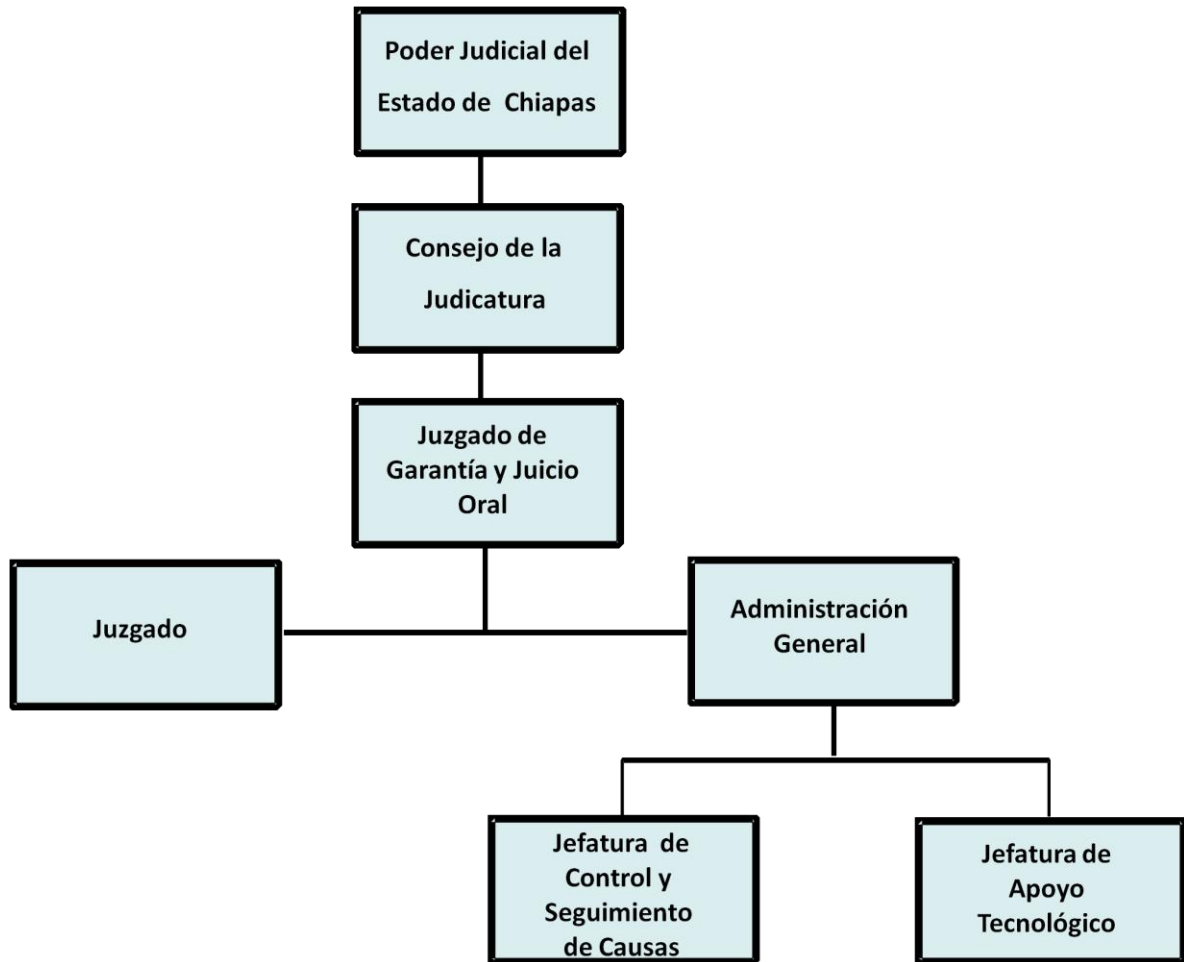 Poder Judicial del
Estado de Chiapas
Consejo de la
Judicatura
Juzgado de
Garantía y Juicio
Oral
Juzgado
Administración
General
Jefatura de
Control y
Seguimiento
de Causas
Jefatura de
Apoyo
Tecnológico